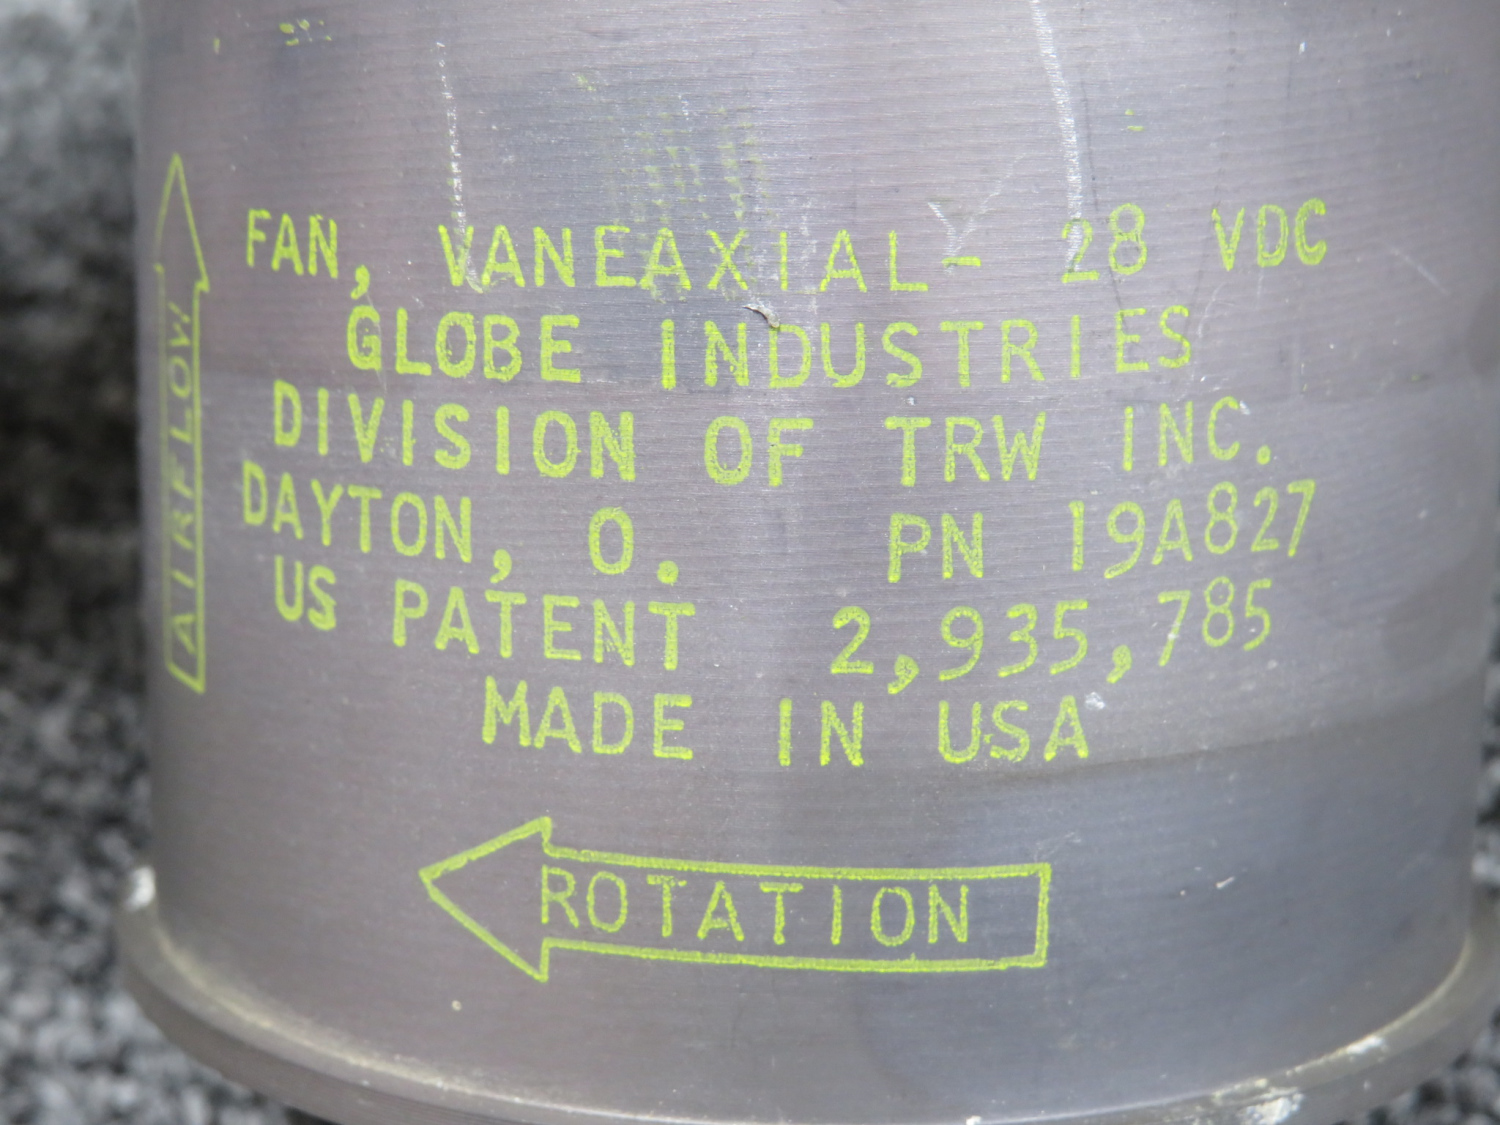 FAN, VANEAXIAL- 28 VDC
GLOBE INDUSTRIES
DIVISION OF TRW INC.
DAYTON, O. PN 19A827
US PATENT 2,935,785
MADE IN USA
AIRFLOW
ROTATION